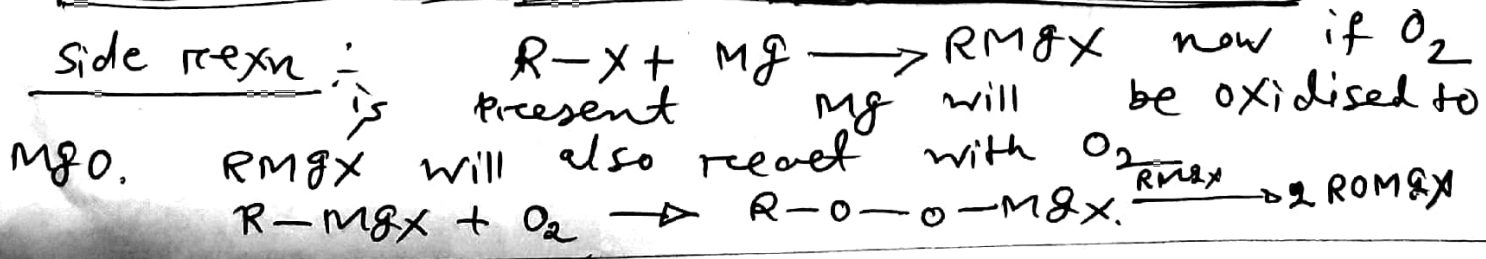 side rexn :- R-X + Mg ⟶ RMgX now if O₂
is present Mg will be oxidised to
MgO. RMgX will also react with O₂
R-MgX + O₂ ⟶ R-O-O-MgX. —RMgX→ 2 ROMgX